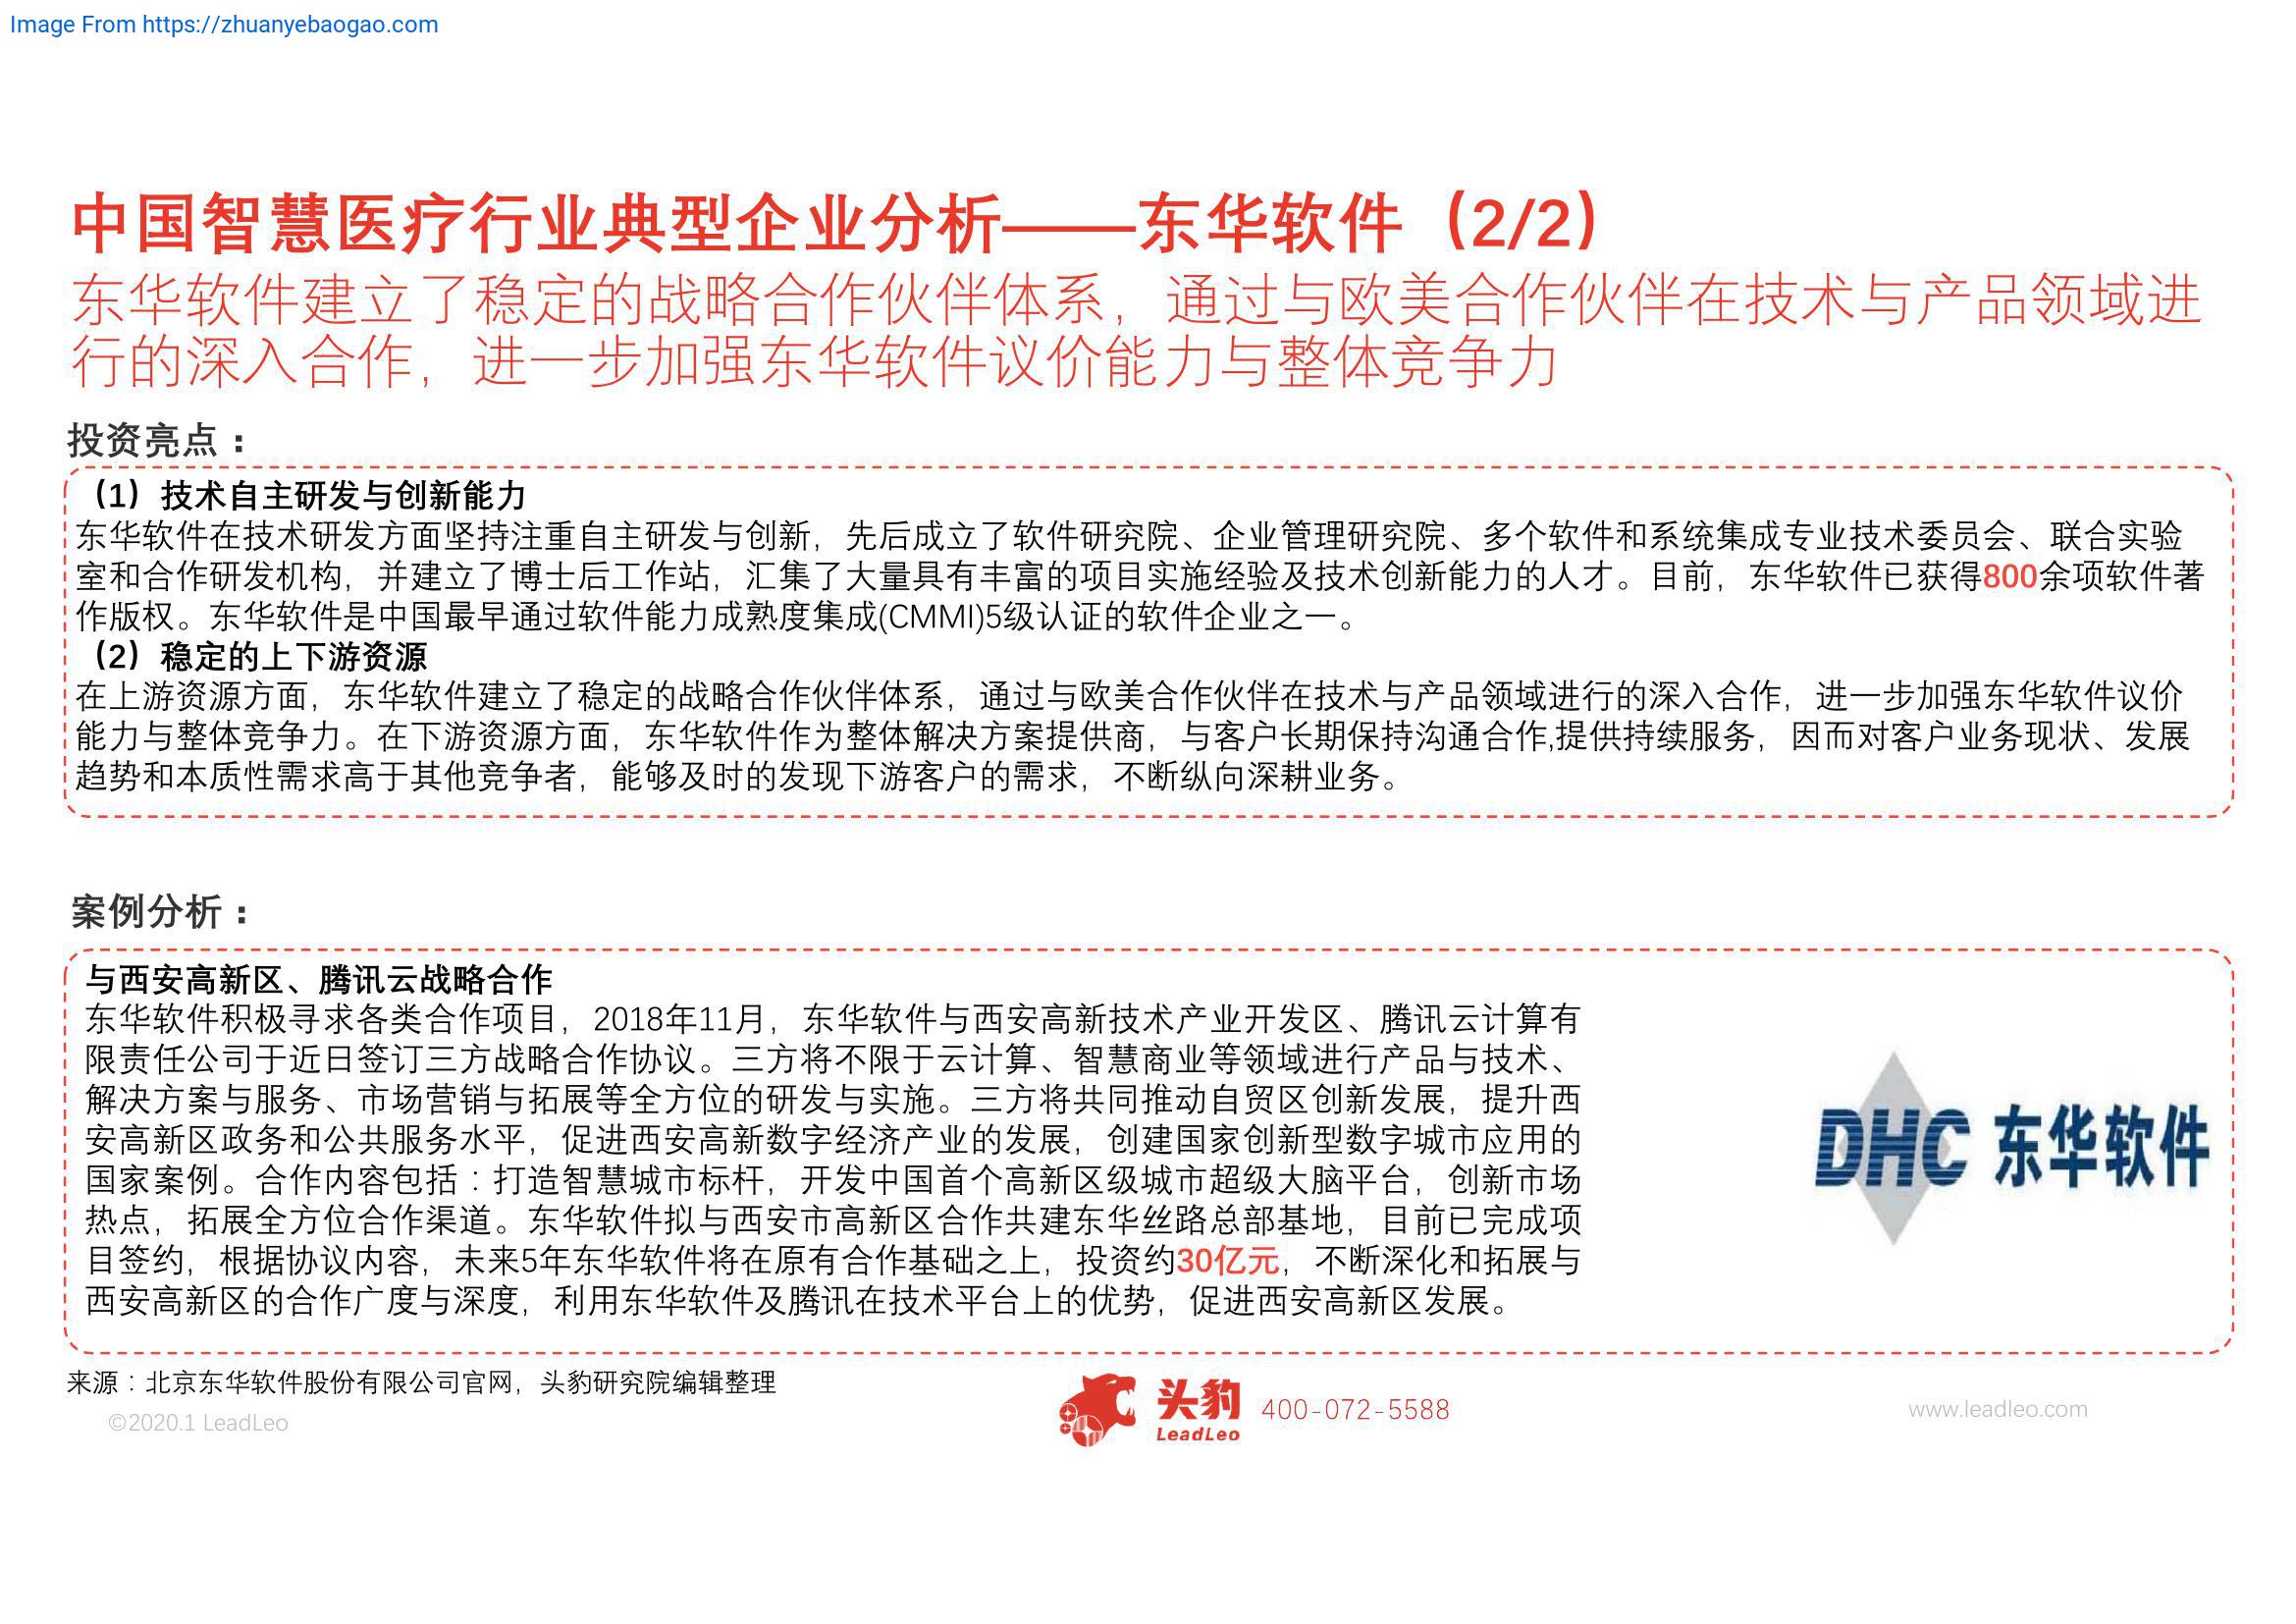 Image From https://zhuanyebaogao.com
中国智慧医疗行业典型企业分析——东华软件（2/2）
东华软件建立了稳定的战略合作伙伴体系，通过与欧美合作伙伴在技术与产品领域进
行的深入合作，进一步加强东华软件议价能力与整体竞争力
投资亮点：
（1）技术自主研发与创新能力
东华软件在技术研发方面坚持注重自主研发与创新，先后成立了软件研究院、企业管理研究院、多个软件和系统集成专业技术委员会、联合实验
室和合作研发机构，并建立了博士后工作站，汇集了大量具有丰富的项目实施经验及技术创新能力的人才。目前，东华软件已获得800余项软件著
作版权。东华软件是中国最早通过软件能力成熟度集成(CMMI)5级认证的软件企业之一。
（2）稳定的上下游资源
在上游资源方面，东华软件建立了稳定的战略合作伙伴体系，通过与欧美合作伙伴在技术与产品领域进行的深入合作，进一步加强东华软件议价
能力与整体竞争力。在下游资源方面，东华软件作为整体解决方案提供商，与客户长期保持沟通合作,提供持续服务，因而对客户业务现状、发展
趋势和本质性需求高于其他竞争者，能够及时的发现下游客户的需求，不断纵向深耕业务。
案例分析：
与西安高新区、腾讯云战略合作
东华软件积极寻求各类合作项目，2018年11月，东华软件与西安高新技术产业开发区、腾讯云计算有
限责任公司于近日签订三方战略合作协议。三方将不限于云计算、智慧商业等领域进行产品与技术、
解决方案与服务、市场营销与拓展等全方位的研发与实施。三方将共同推动自贸区创新发展，提升西
安高新区政务和公共服务水平，促进西安高新数字经济产业的发展，创建国家创新型数字城市应用的
国家案例。合作内容包括：打造智慧城市标杆，开发中国首个高新区级城市超级大脑平台，创新市场
热点，拓展全方位合作渠道。东华软件拟与西安市高新区合作共建东华丝路总部基地，目前已完成项
目签约，根据协议内容，未来5年东华软件将在原有合作基础之上，投资约30亿元，不断深化和拓展与
西安高新区的合作广度与深度，利用东华软件及腾讯在技术平台上的优势，促进西安高新区发展。
DHC 东华软件
来源：北京东华软件股份有限公司官网，头豹研究院编辑整理
©2020.1 LeadLeo
头豹
LeadLeo
400-072-5588
www.leadleo.com